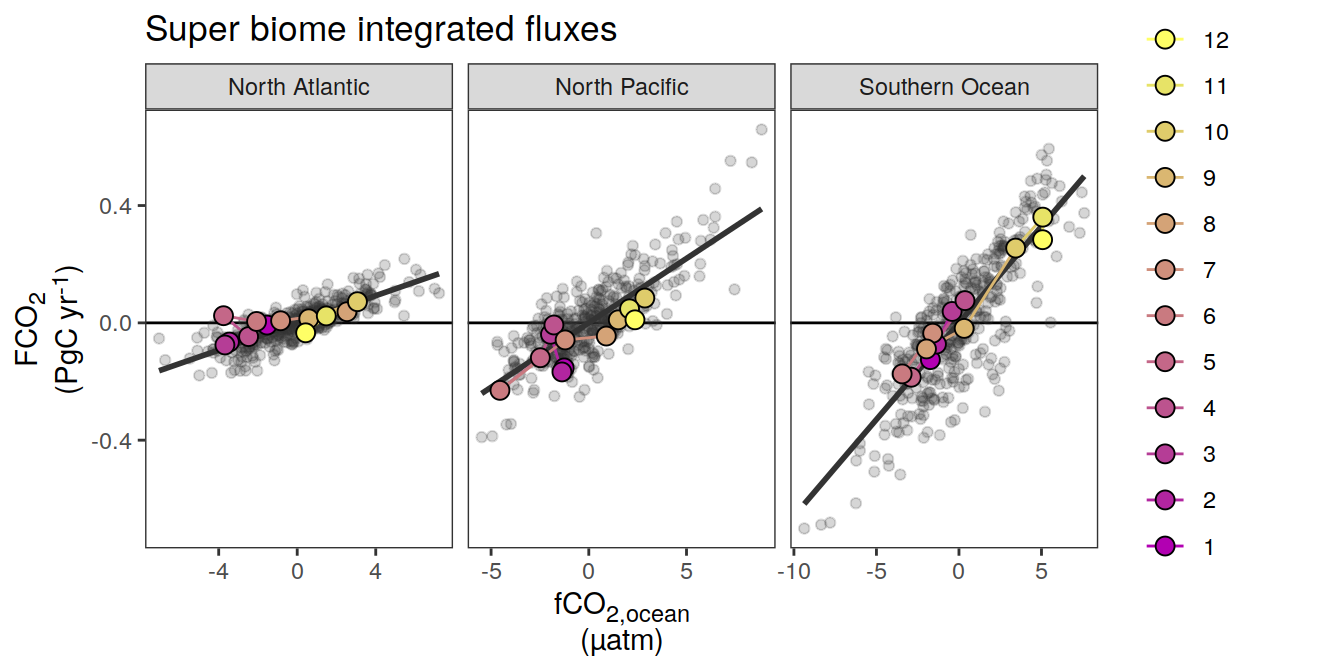 Super biome integrated fluxes
North Atlantic
North Pacific
Southern Ocean
FCO2
(PgC yr-1)
0.4
0.0
-0.4
-4 0 4
-5 0 5
-10 -5 0 5
fCO2,ocean
(µatm)
12
11
10
9
8
7
6
5
4
3
2
1